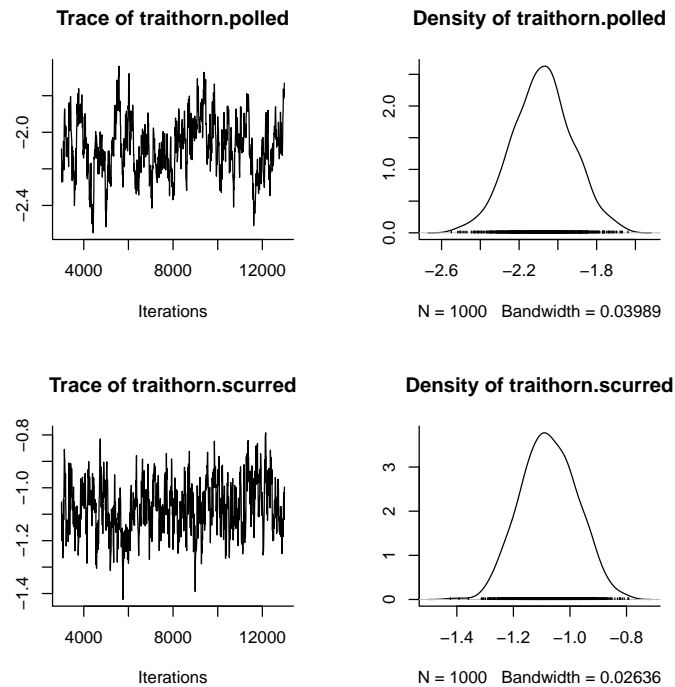 Trace of traithorn.polled
−2.4
−2.0
4000 8000 12000
Iterations
Density of traithorn.polled
0.0
1.0
2.0
−2.6 −2.2 −1.8
N = 1000 Bandwidth = 0.03989
Trace of traithorn.scurred
−1.4
−1.2
−1.0
−0.8
4000 8000 12000
Iterations
Density of traithorn.scurred
0
1
2
3
−1.4 −1.2 −1.0 −0.8
N = 1000 Bandwidth = 0.02636